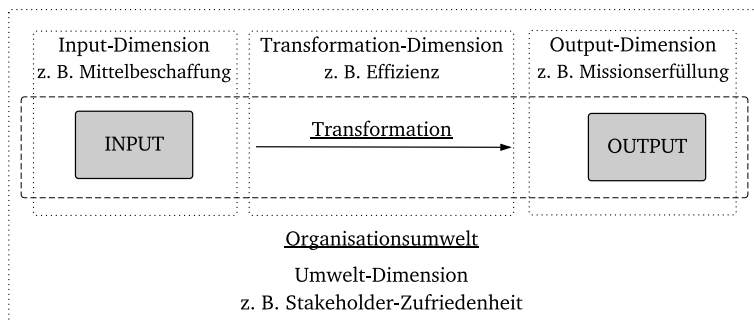 Input-Dimension
z. B. Mittelbeschaffung
Transformation-Dimension
z. B. Effizienz
Output-Dimension
z. B. Missionserfüllung
INPUT
Transformation
OUTPUT
Organisationsumwelt
Umwelt-Dimension
z. B. Stakeholder-Zufriedenheit